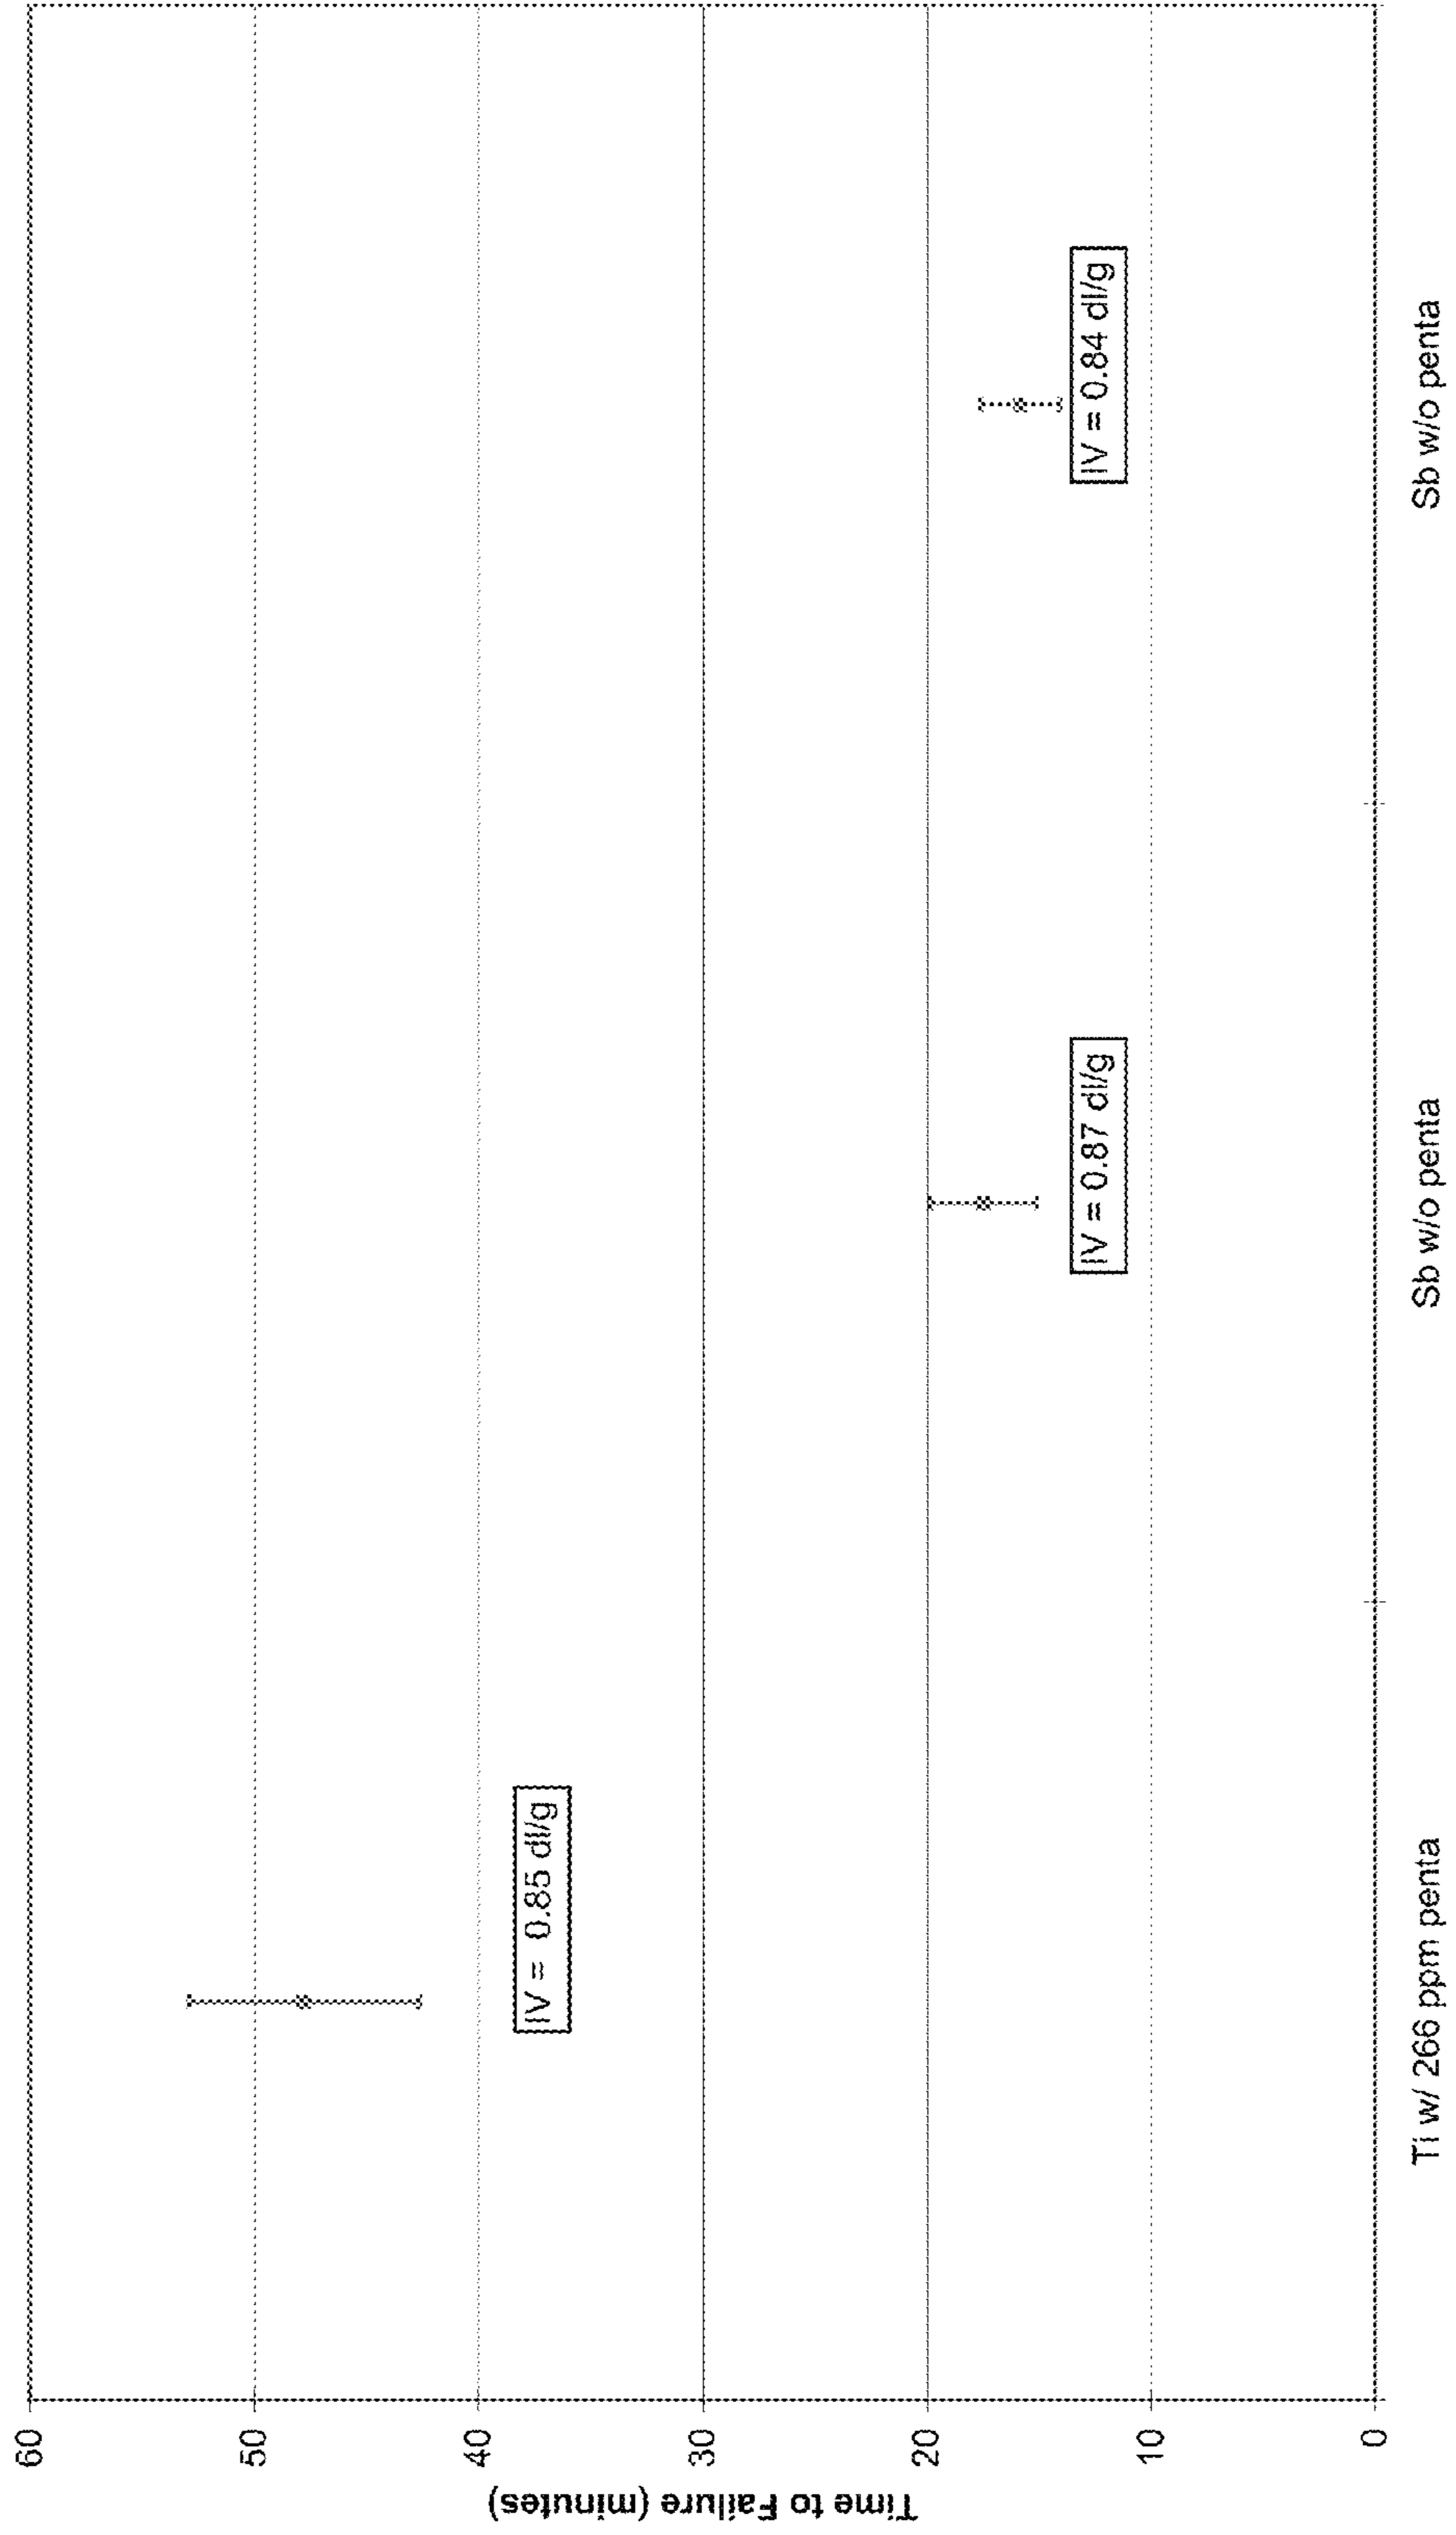 Time to Failure (minutes)
60
50
40
30
20
10
0
IV = 0.85 dl/g
IV = 0.87 dl/g
IV = 0.84 dl/g
Ti w/ 266 ppm penta
Sb w/o penta
Sb w/o penta